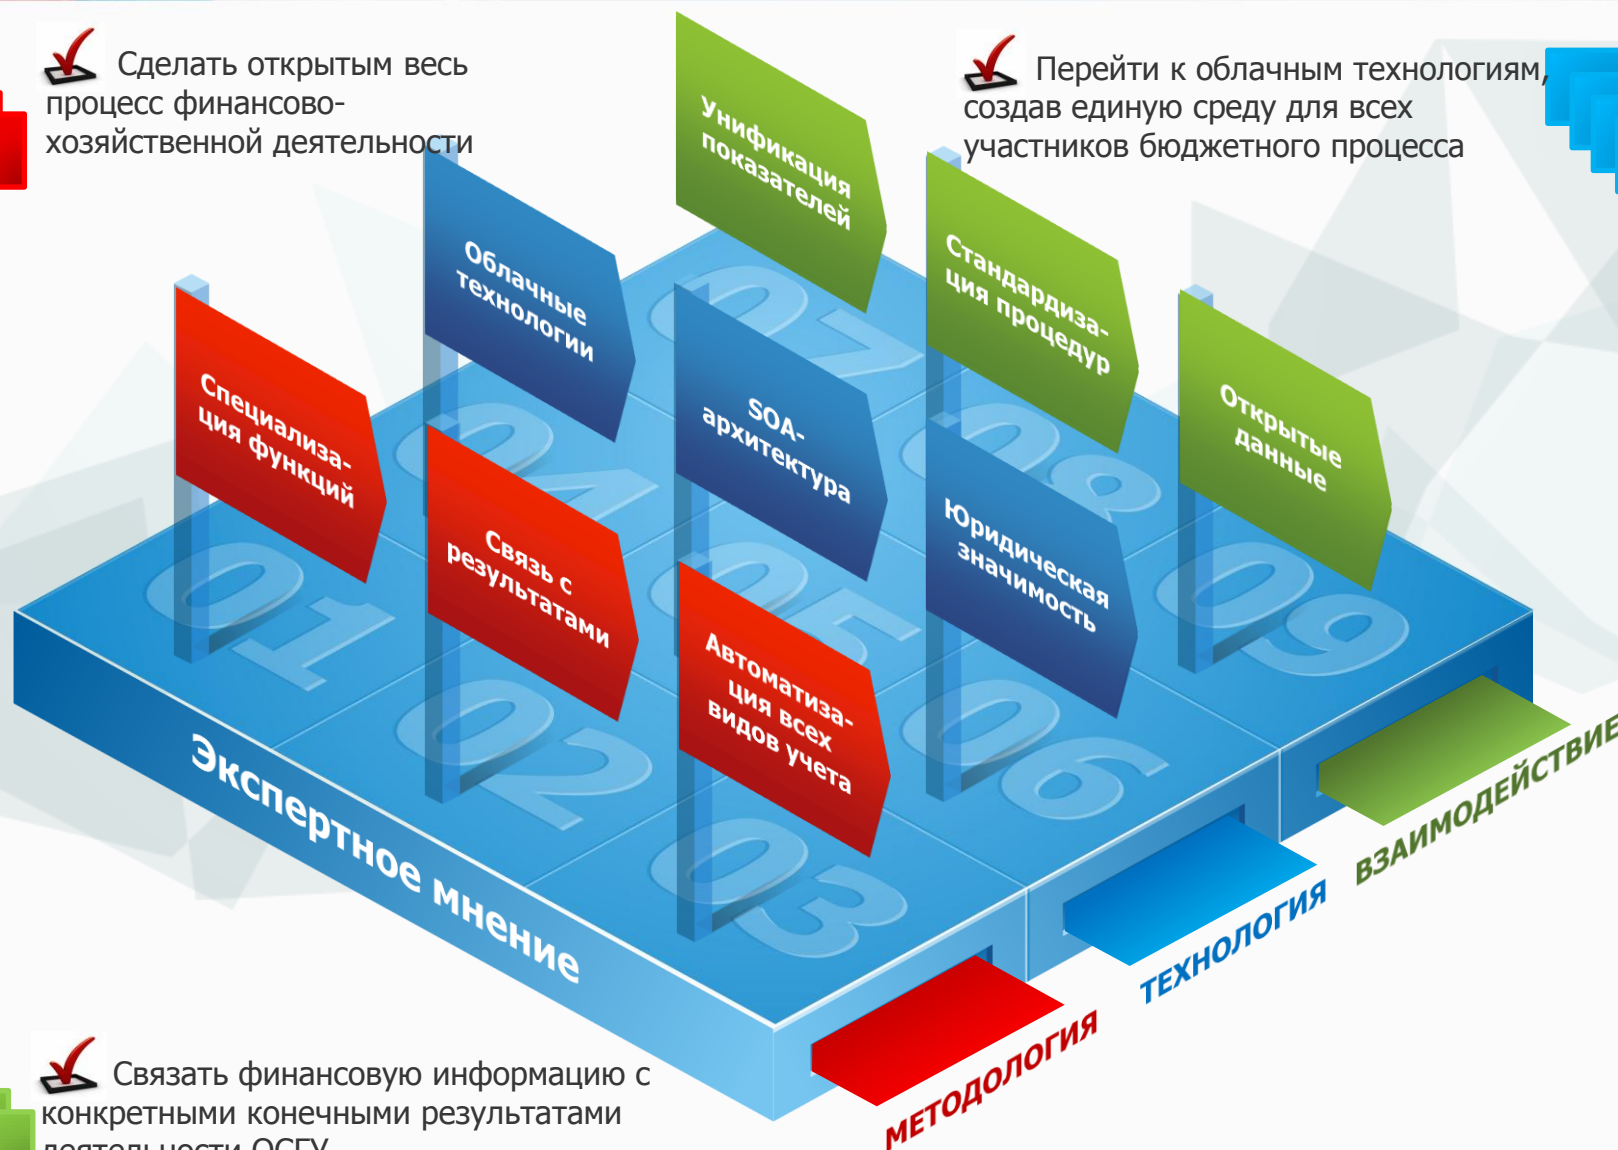 Сделать открытым весь
процесс финансово-
хозяйственной деятельности
Перейти к облачным технологиям,
создав единую среду для всех
участников бюджетного процесса
Унификация
показателей
Стандартиза-
ция процедур
Открытые
данные
Облачные
технологии
SOA-
архитектура
Юридическая
значимость
Специализа-
ция функций
Связь с
результатами
Автоматиза-
ция всех
видов учета
07
08
09
04
05
06
01
02
03
Экспертное мнение
МЕТОДОЛОГИЯ
ТЕХНОЛОГИЯ
ВЗАИМОДЕЙСТВИЕ
Связать финансовую информацию с
конкретными конечными результатами
деятельности ОСГУ